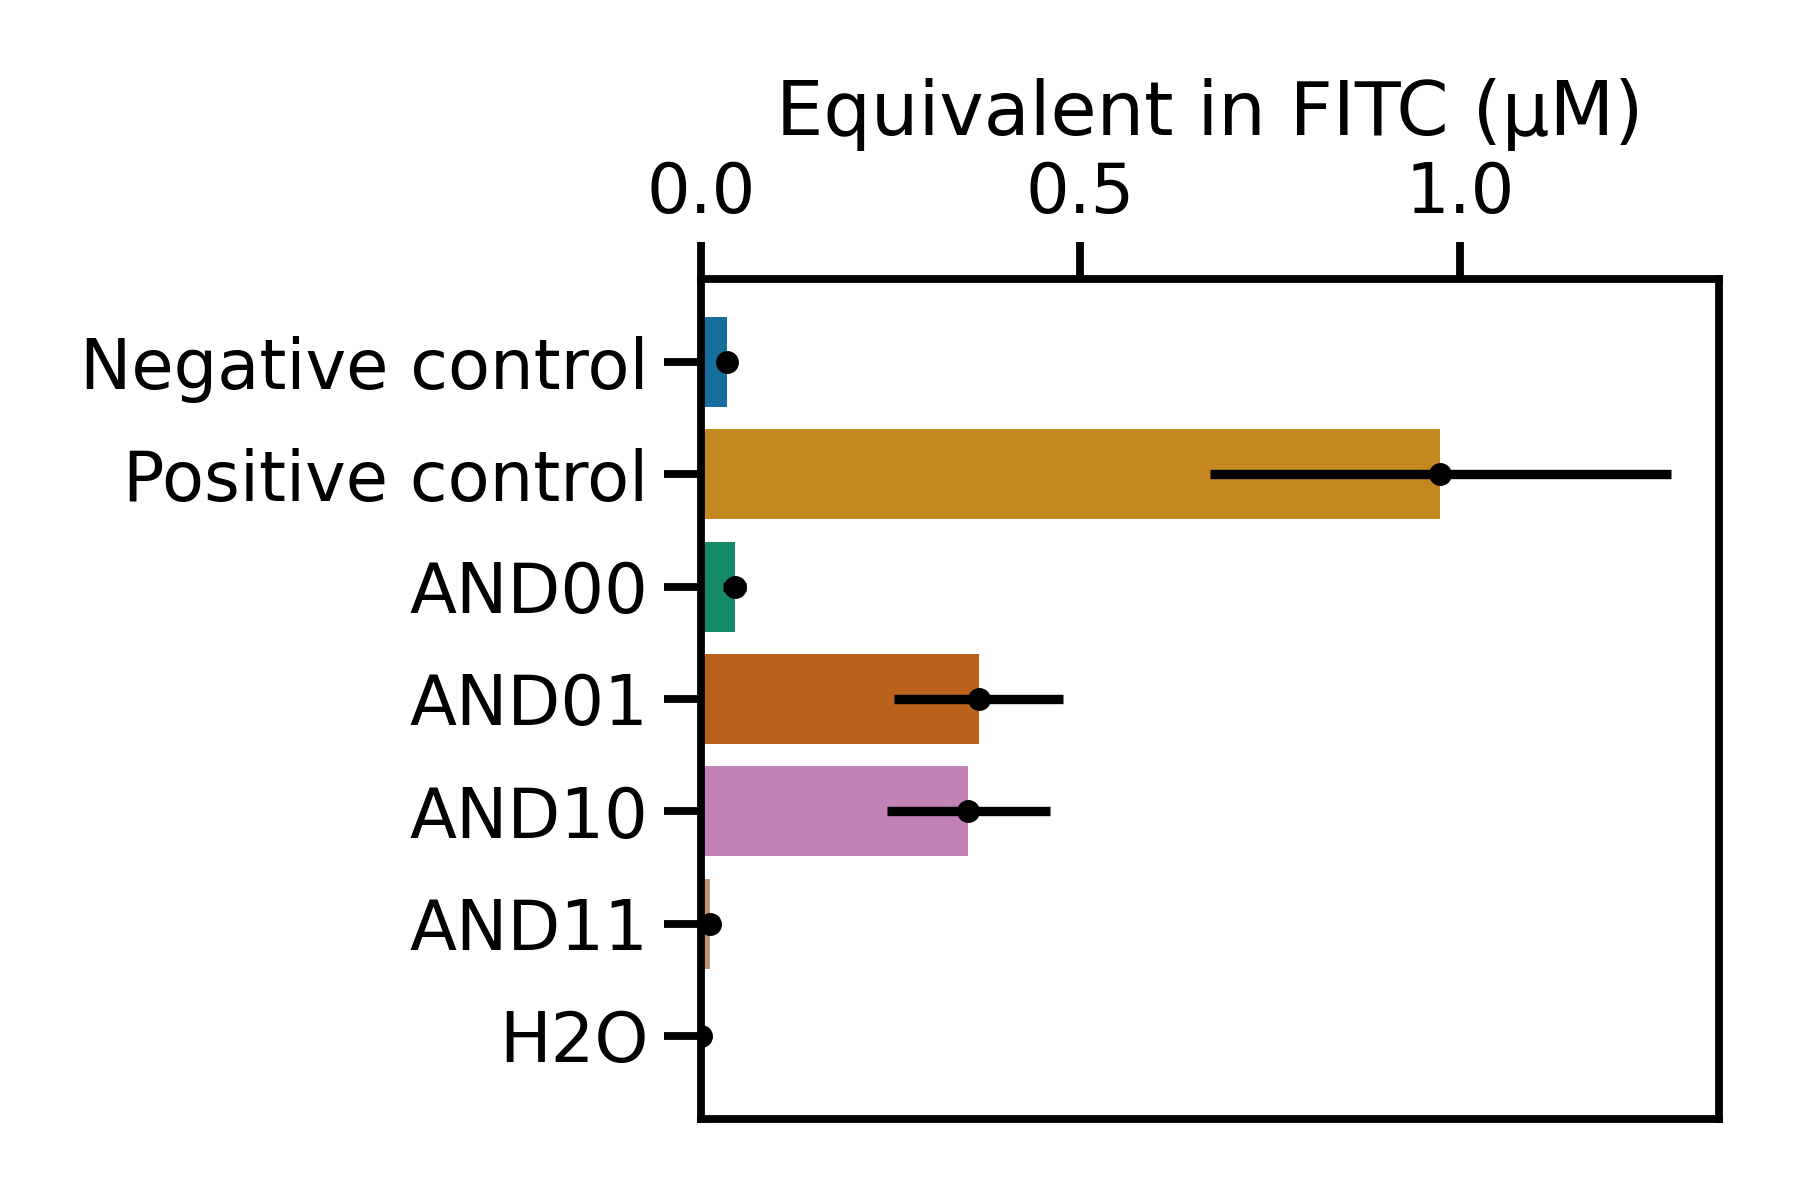 Equivalent in FITC (µM)
0.0 0.5 1.0
Negative control
Positive control
AND00
AND01
AND10
AND11
H2O